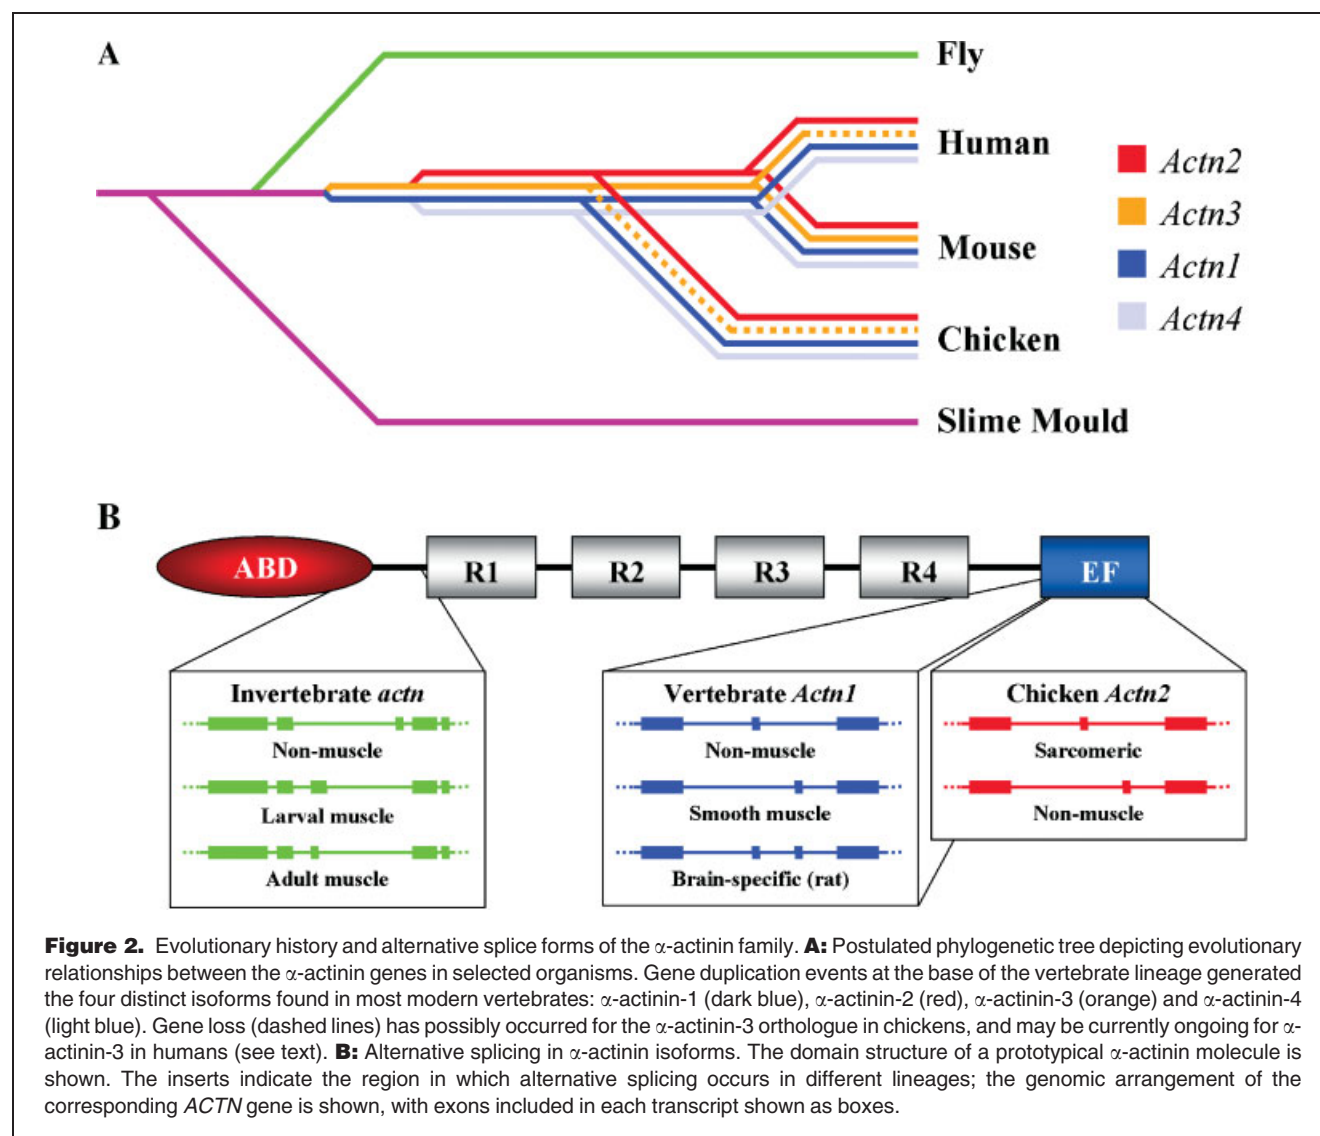 A
Fly
Human
Mouse
Chicken
Slime Mould
Actn2
Actn3
Actn1
Actn4
B
ABD
R1
R2
R3
R4
EF
Invertebrate actn
Non-muscle
Larval muscle
Adult muscle
Vertebrate Actn1
Non-muscle
Smooth muscle
Brain-specific (rat)
Chicken Actn2
Sarcomeric
Non-muscle
Figure 2. Evolutionary history and alternative splice forms of the α-actinin family. A: Postulated phylogenetic tree depicting evolutionary
relationships between the α-actinin genes in selected organisms. Gene duplication events at the base of the vertebrate lineage generated
the four distinct isoforms found in most modern vertebrates: α-actinin-1 (dark blue), α-actinin-2 (red), α-actinin-3 (orange) and α-actinin-4
(light blue). Gene loss (dashed lines) has possibly occurred for the α-actinin-3 orthologue in chickens, and may be currently ongoing for α-
actinin-3 in humans (see text). B: Alternative splicing in α-actinin isoforms. The domain structure of a prototypical α-actinin molecule is
shown. The inserts indicate the region in which alternative splicing occurs in different lineages; the genomic arrangement of the
corresponding ACTN gene is shown, with exons included in each transcript shown as boxes.